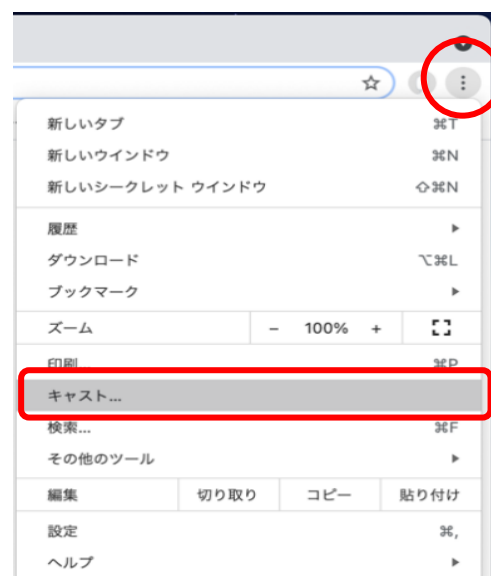 新しいタブ ⌘T
新しいウインドウ ⌘N
新しいシークレット ウインドウ ⇧⌘N
履歴 ▶
ダウンロード ⌥⌘L
ブックマーク ▶
ズーム − 100% +
印刷... ⌘P
キャスト...
検索... ⌘F
その他のツール ▶
編集 切り取り コピー 貼り付け
設定 ⌘,
ヘルプ ▶